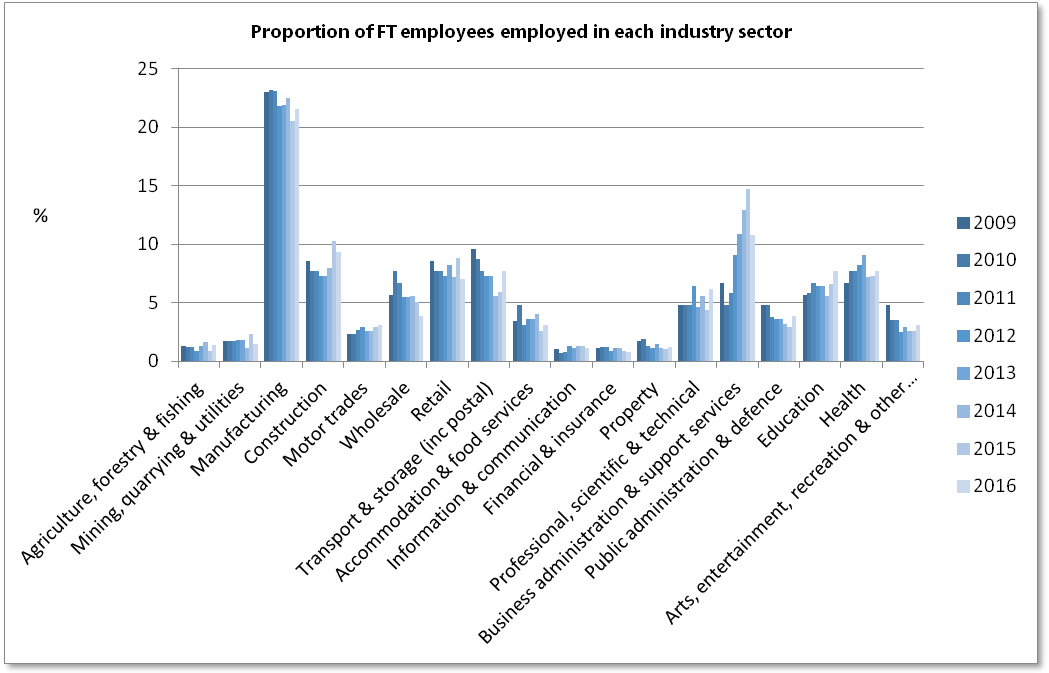 Proportion of FT employees employed in each industry sector
25
20
15
10
5
0
%
Agriculture, forestry & fishing
Mining, quarrying & utilities
Manufacturing
Construction
Motor trades
Wholesale
Retail
Transport & storage (inc postal)
Accommodation & food services
Information & communication
Financial & insurance
Property
Professional, scientific & technical
Business administration & support services
Public administration & defence
Education
Health
Arts, entertainment, recreation & other...
2009
2010
2011
2012
2013
2014
2015
2016